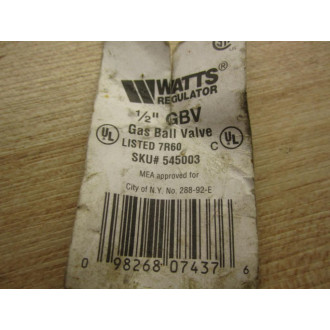 WATTS®
REGULATOR
½" GBV
Gas Ball Valve
UL
LISTED 7R60
C UL
SKU# 545003
MEA approved for
City of N.Y. No. 288-92-E
0 98268 07437 6